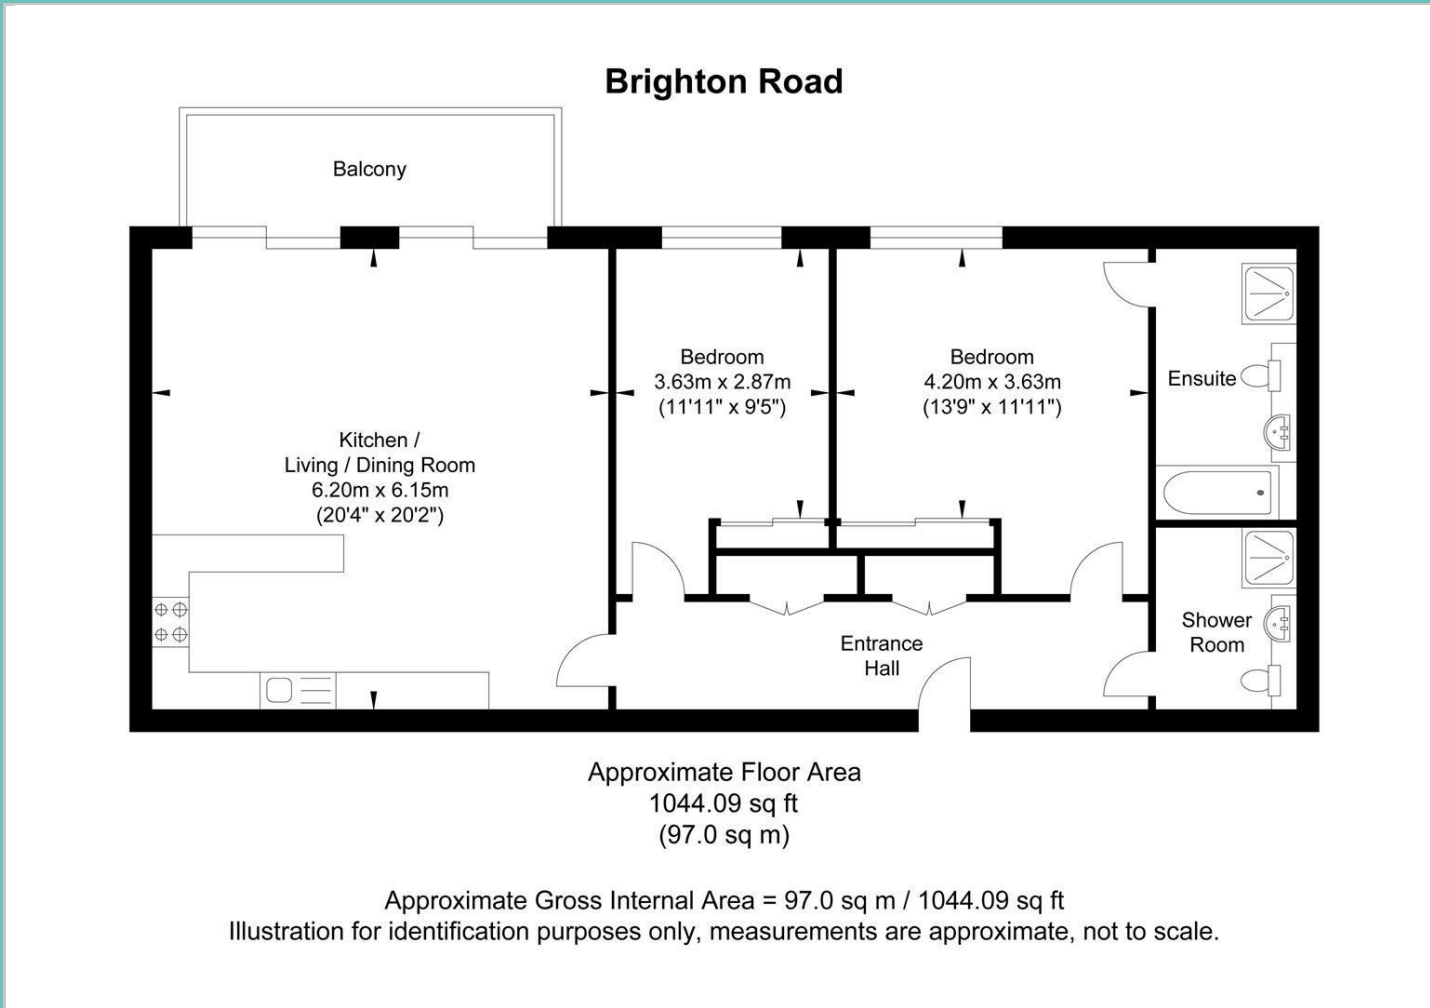 Brighton Road
Balcony
Bedroom
3.63m x 2.87m
(11'11" x 9'5")
Bedroom
4.20m x 3.63m
(13'9" x 11'11")
Ensuite
Kitchen /
Living / Dining Room
6.20m x 6.15m
(20'4" x 20'2")
Entrance
Hall
Shower
Room
Approximate Floor Area
1044.09 sq ft
(97.0 sq m)
Approximate Gross Internal Area = 97.0 sq m / 1044.09 sq ft
Illustration for identification purposes only, measurements are approximate, not to scale.